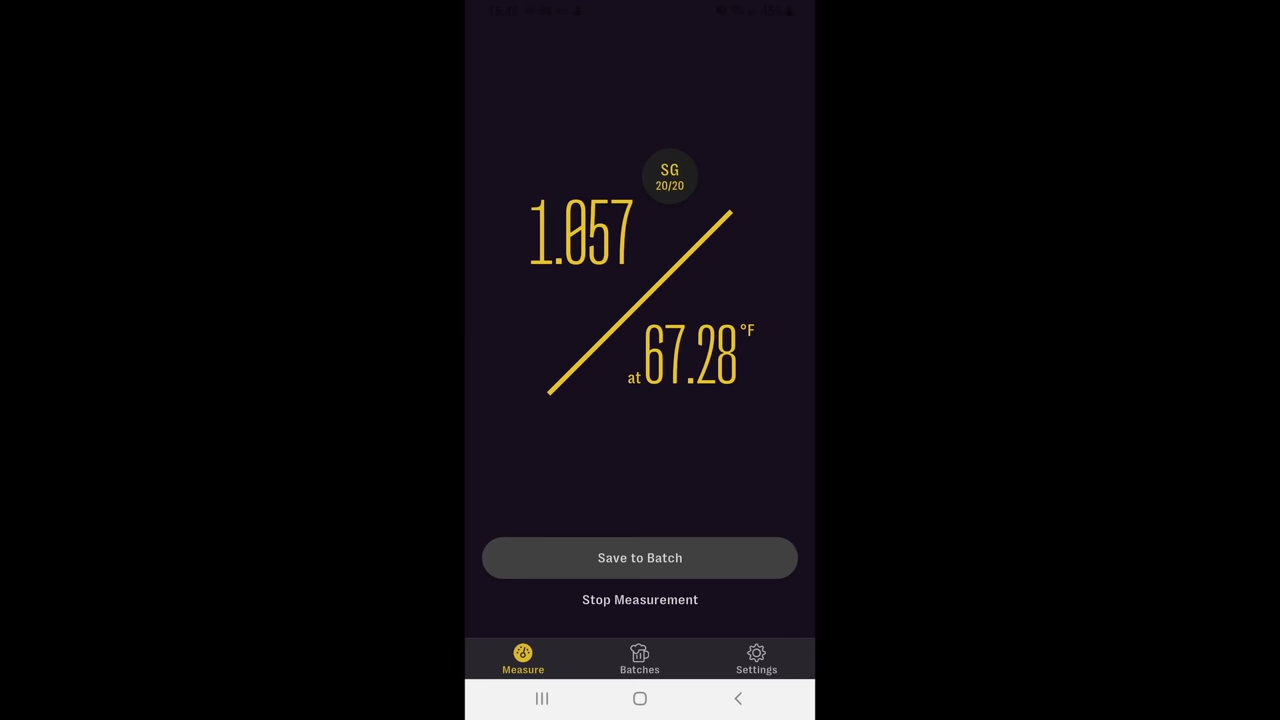 SG
20/20
1.057
at 67.28 °F
Save to Batch
Stop Measurement
Measure
Batches
Settings